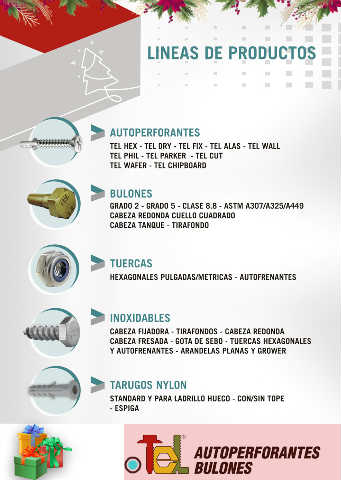 LINEAS DE PRODUCTOS
AUTOPERFORANTES
TEL HEX - TEL DRY - TEL FIX - TEL ALAS - TEL WALL
TEL PHIL - TEL PARKER - TEL CUT
TEL WAFER - TEL CHIPBOARD
BULONES
GRADO 2 - GRADO 5 - CLASE 8.8 - ASTM A307/A325/A449
CABEZA REDONDA CUELLO CUADRADO
CABEZA TANQUE - TIRAFONDO
TUERCAS
HEXAGONALES PULGADAS/METRICAS - AUTOFRENANTES
INOXIDABLES
CABEZA FIJADORA - TIRAFONDOS - CABEZA REDONDA
CABEZA FRESADA - GOTA DE SEBO - TUERCAS HEXAGONALES
Y AUTOFRENANTES - ARANDELAS PLANAS Y GROWER
TARUGOS NYLON
STANDARD Y PARA LADRILLO HUECO - CON/SIN TOPE
- ESPIGA
TEL
AUTOPERFORANTES
BULONES